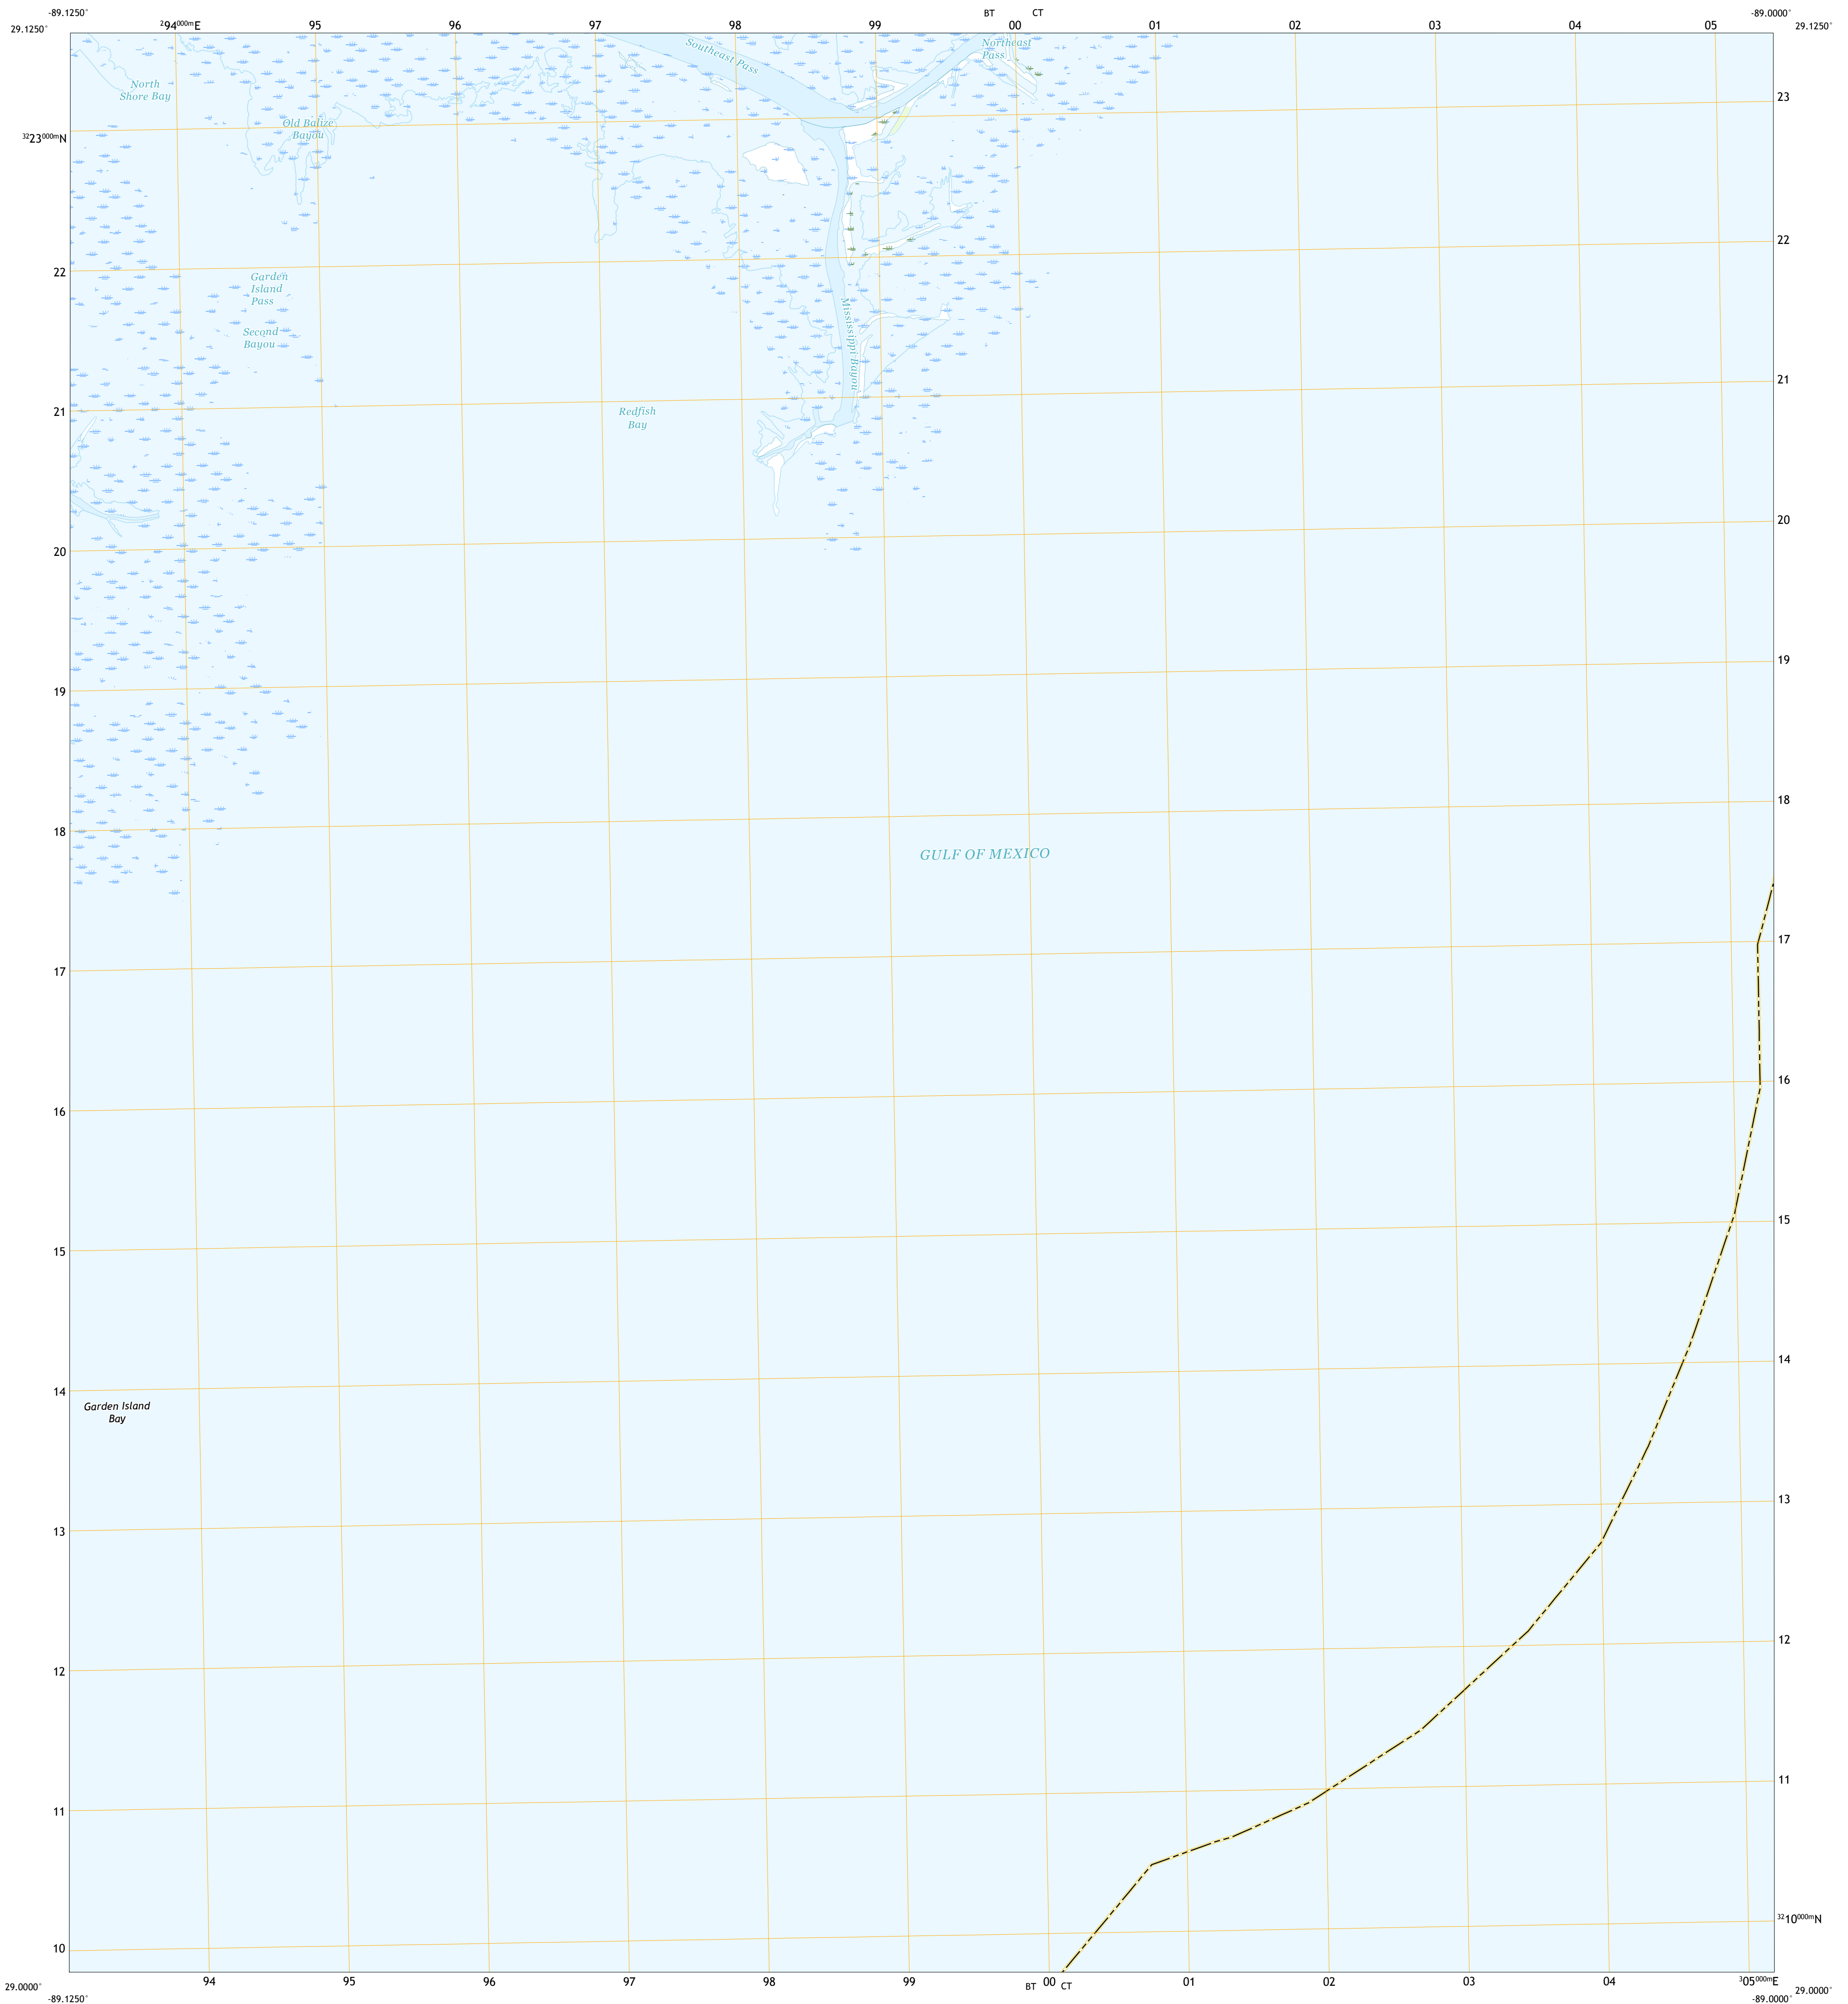 -89.1250°
BT
CT
-89.0000°
29.1250°
294000mE
95
96
97
98
99
00
01
02
03
04
05
29.1250°
Southeast Pass
Northeast
Pass
North
Shore Bay
23
Old Balize
Bayou
3223000mN
22
22
Garden
Island
Pass
Mississippi Bayou
Second
Bayou
21
21
Redfish
Bay
20
20
19
19
18
18
GULF OF MEXICO
17
17
16
16
15
15
14
14
Garden Island
Bay
13
13
12
12
11
11
3210000mN
10
94
95
96
97
98
99
00
01
02
03
04
305000mE
29.0000°
BT
CT
29.0000°
-89.1250°
-89.0000°